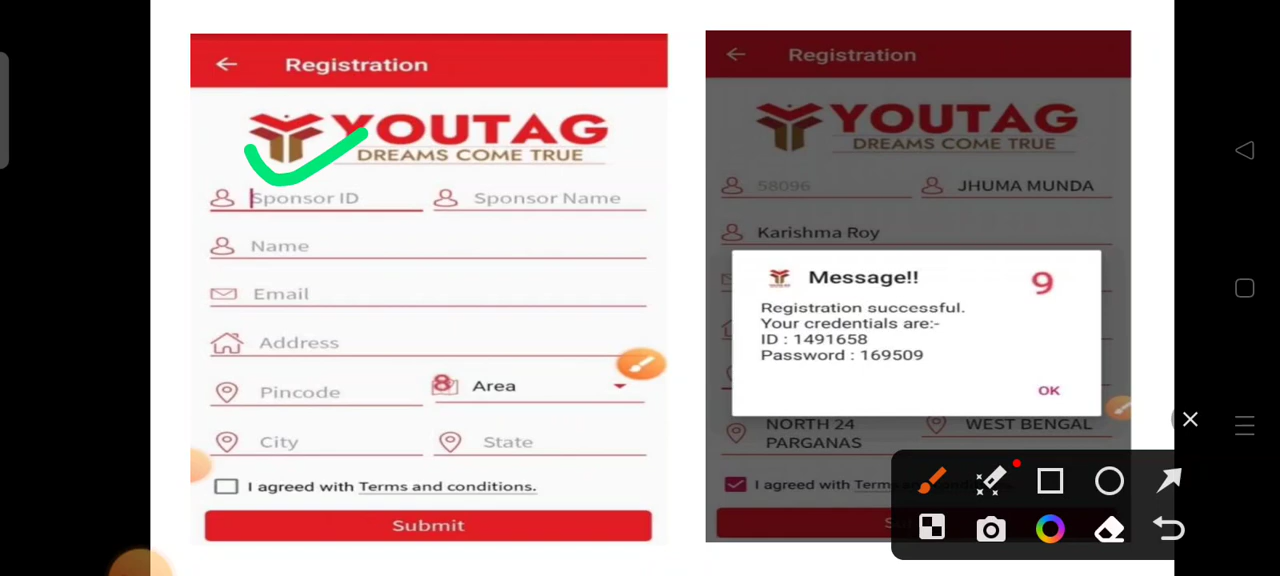 Registration
YOUTAG
DREAMS COME TRUE
Sponsor ID
Sponsor Name
Name
Email
Address
Pincode
8
Area
City
State
I agreed with Terms and conditions.
Submit
Registration
YOUTAG
DREAMS COME TRUE
58096
JHUMA MUNDA
Karishma Roy
Message!!
9
Registration successful.
Your credentials are:-
ID : 1491658
Password : 169509
OK
NORTH 24
PARGANAS
WEST BENGAL
I agreed with